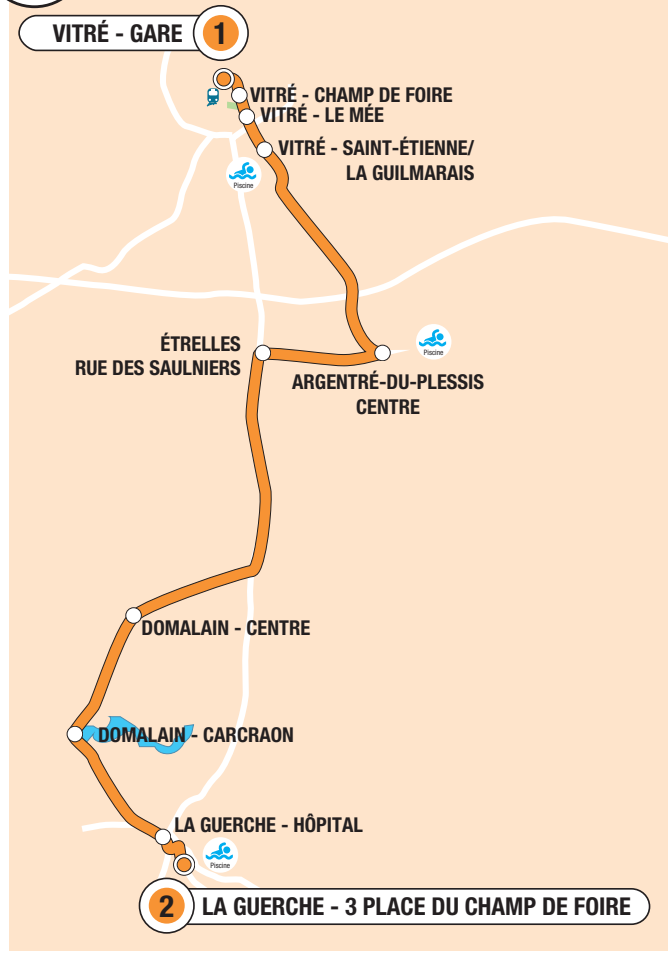 VITRÉ - GARE 1
VITRÉ - CHAMP DE FOIRE
VITRÉ - LE MÉE
VITRÉ - SAINT-ÉTIENNE/
LA GUILMARAIS
Piscine
ÉTRELLES
RUE DES SAULNIERS
Piscine
ARGENTRÉ-DU-PLESSIS
CENTRE
DOMALAIN - CENTRE
DOMALAIN - CARCRAON
LA GUERCHE - HÔPITAL
Piscine
2 LA GUERCHE - 3 PLACE DU CHAMP DE FOIRE